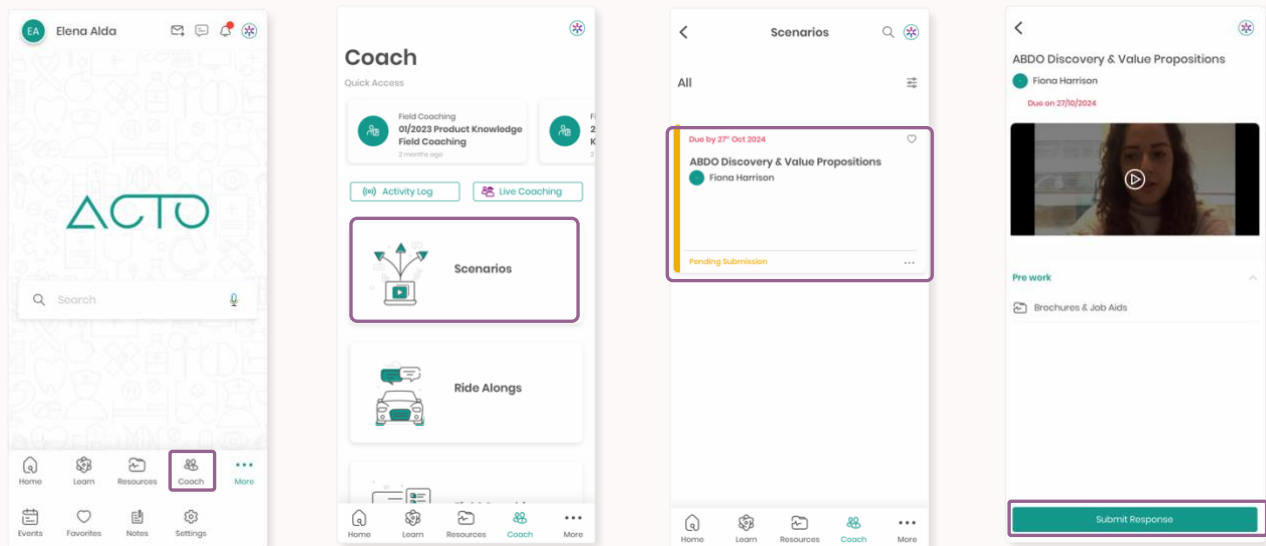 EA Elena Alda
ACTO
Search
Home Learn Resources Coach More
Events Favorites Notes Settings
Coach
Quick Access
Field Coaching
01/2023 Product Knowledge
Field Coaching
2 months ago
Activity Log Live Coaching
Scenarios
Ride Alongs
Home Learn Resources Coach More
Scenarios
All
Due by 27th Oct 2024
ABDO Discovery & Value Propositions
Fiona Harrison
Pending Submission
Home Learn Resources Coach More
ABDO Discovery & Value Propositions
Fiona Harrison
Due on 27/10/2024
Pre work
Brochures & Job Aids
Submit Response